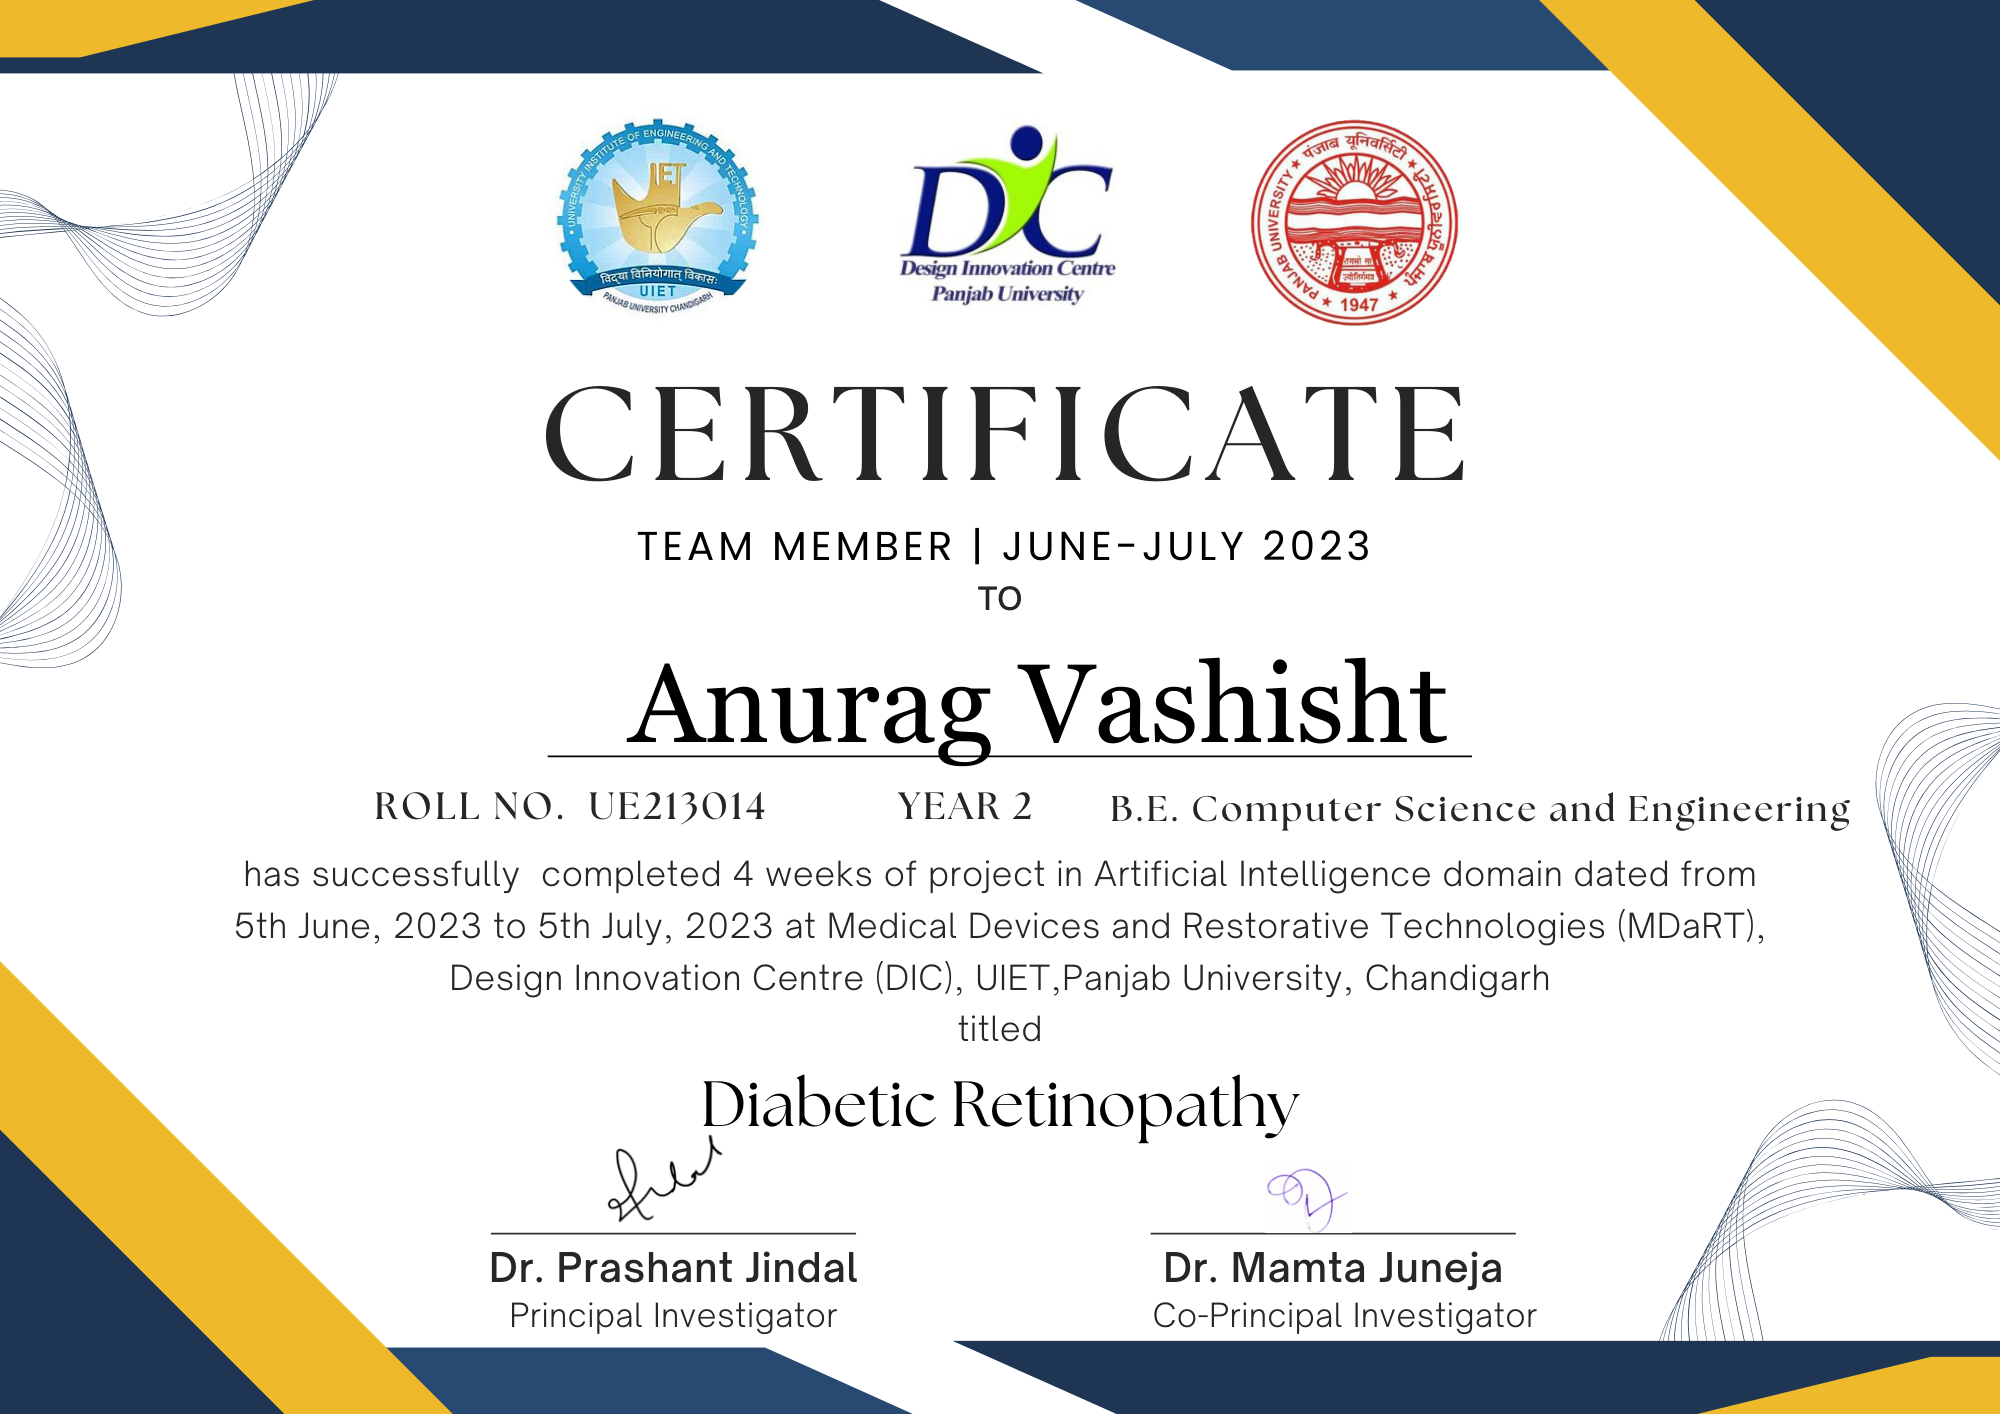 UNIVERSITY INSTITUTE OF ENGINEERING AND TECHNOLOGY
IET
विद्या विनियोगात् विकासः
UIET
PANJAB UNIVERSITY CHANDIGARH
DIC
Design Innovation Centre
Panjab University
पंजाब यूनिवर्सिटी
PANJAB UNIVERSITY
ਪੰਜਾਬ ਯੂਨੀਵਰਸਿਟੀ
तमसो मा
ज्योतिर्गमय
1947
CERTIFICATE
TEAM MEMBER | JUNE-JULY 2023
TO
Anurag Vashisht
ROLL NO. UE213014 YEAR 2 B.E. Computer Science and Engineering
has successfully completed 4 weeks of project in Artificial Intelligence domain dated from
5th June, 2023 to 5th July, 2023 at Medical Devices and Restorative Technologies (MDaRT),
Design Innovation Centre (DIC), UIET,Panjab University, Chandigarh
titled
Diabetic Retinopathy
Dr. Prashant Jindal
Principal Investigator
Dr. Mamta Juneja
Co-Principal Investigator